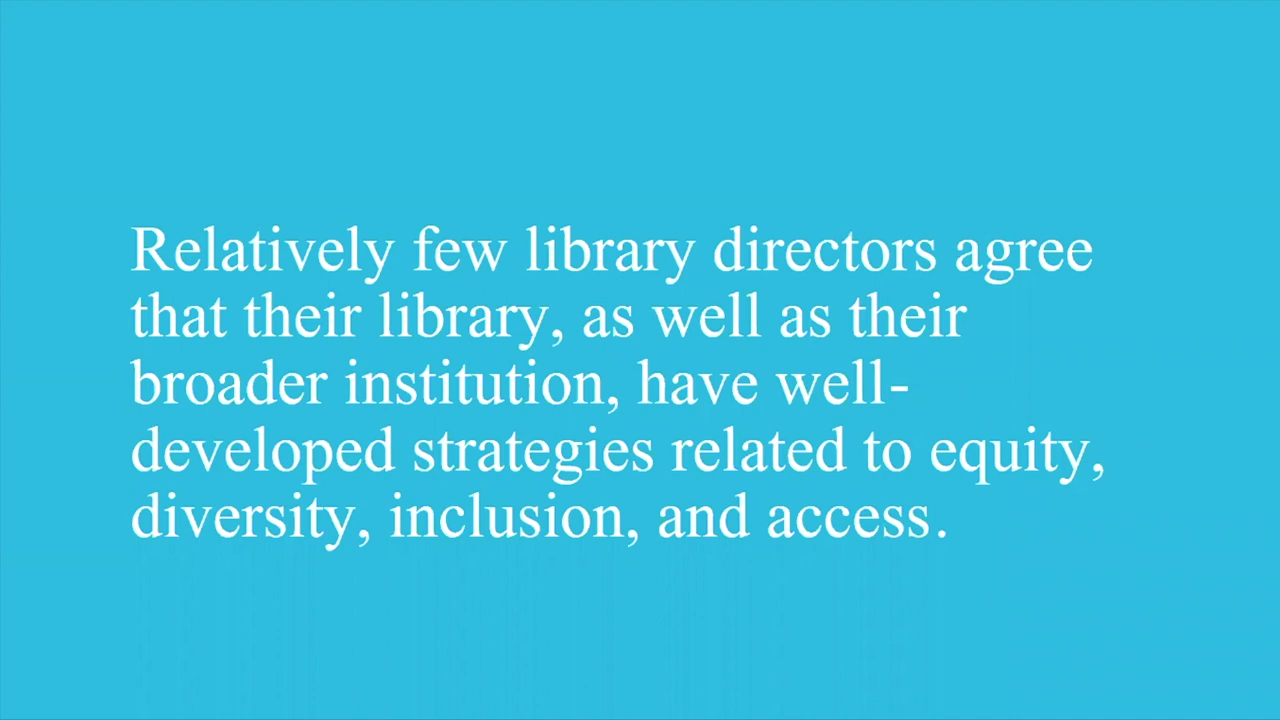 Relatively few library directors agree
that their library, as well as their
broader institution, have well-
developed strategies related to equity,
diversity, inclusion, and access.